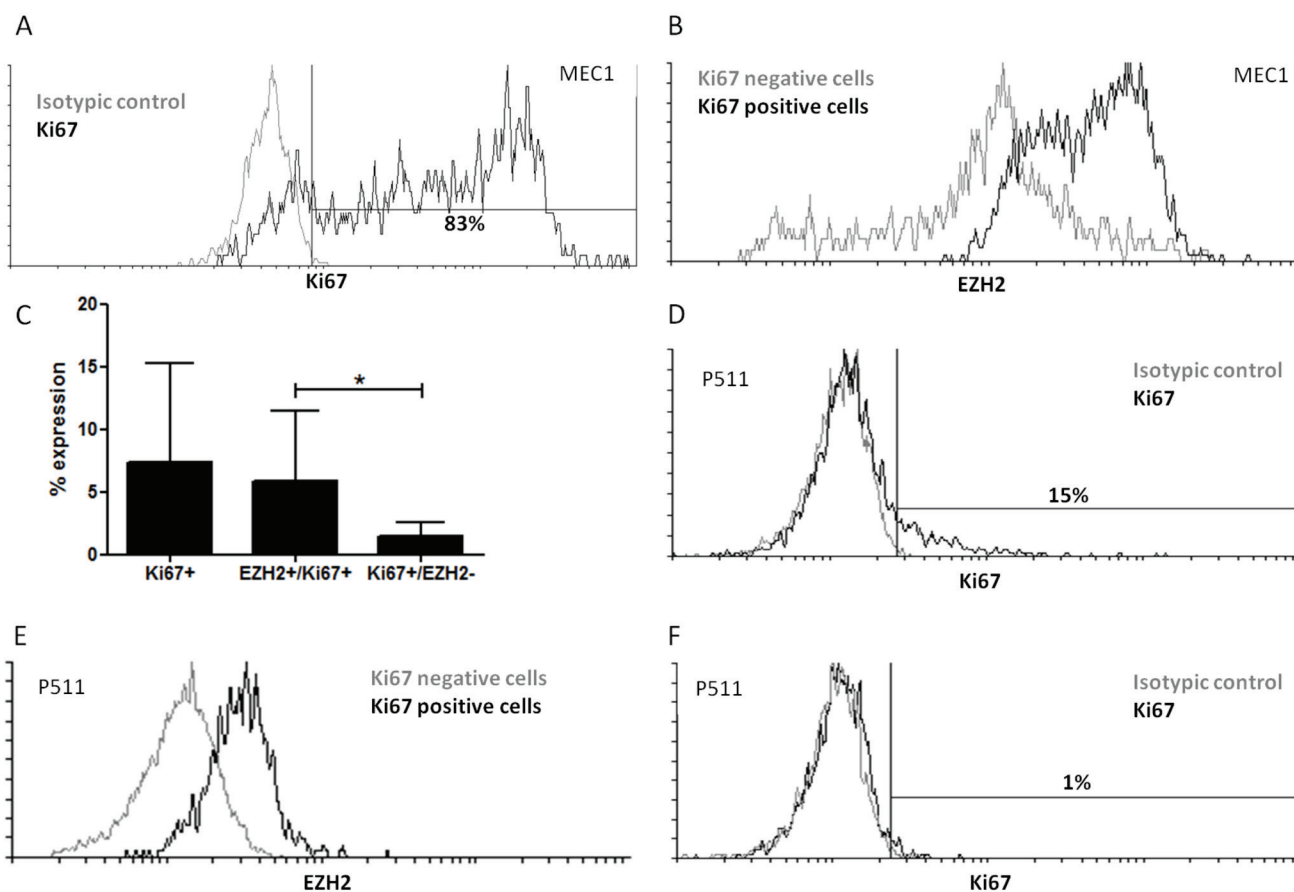 A
MEC1
Isotypic control
Ki67
83%
Ki67
B
MEC1
Ki67 negative cells
Ki67 positive cells
EZH2
C
20
15
10
5
0
% expression
*
Ki67+
EZH2+/Ki67+
Ki67+/EZH2-
D
P511
Isotypic control
Ki67
15%
Ki67
E
P511
Ki67 negative cells
Ki67 positive cells
EZH2
F
P511
Isotypic control
Ki67
1%
Ki67